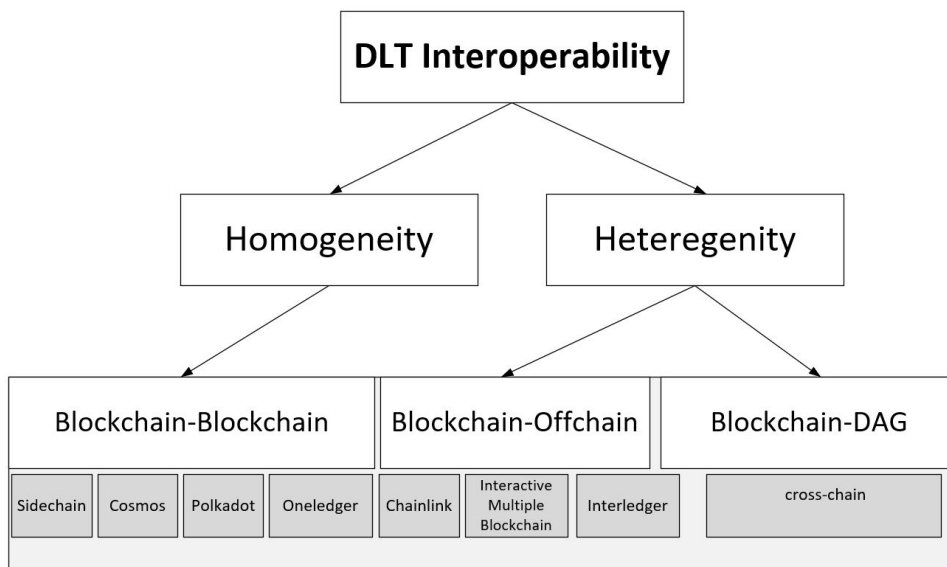 DLT Interoperability
Homogeneity
Heteregenity
Blockchain-Blockchain
Blockchain-Offchain
Blockchain-DAG
Sidechain
Cosmos
Polkadot
Oneledger
Chainlink
Interactive
Multiple
Blockchain
Interledger
cross-chain